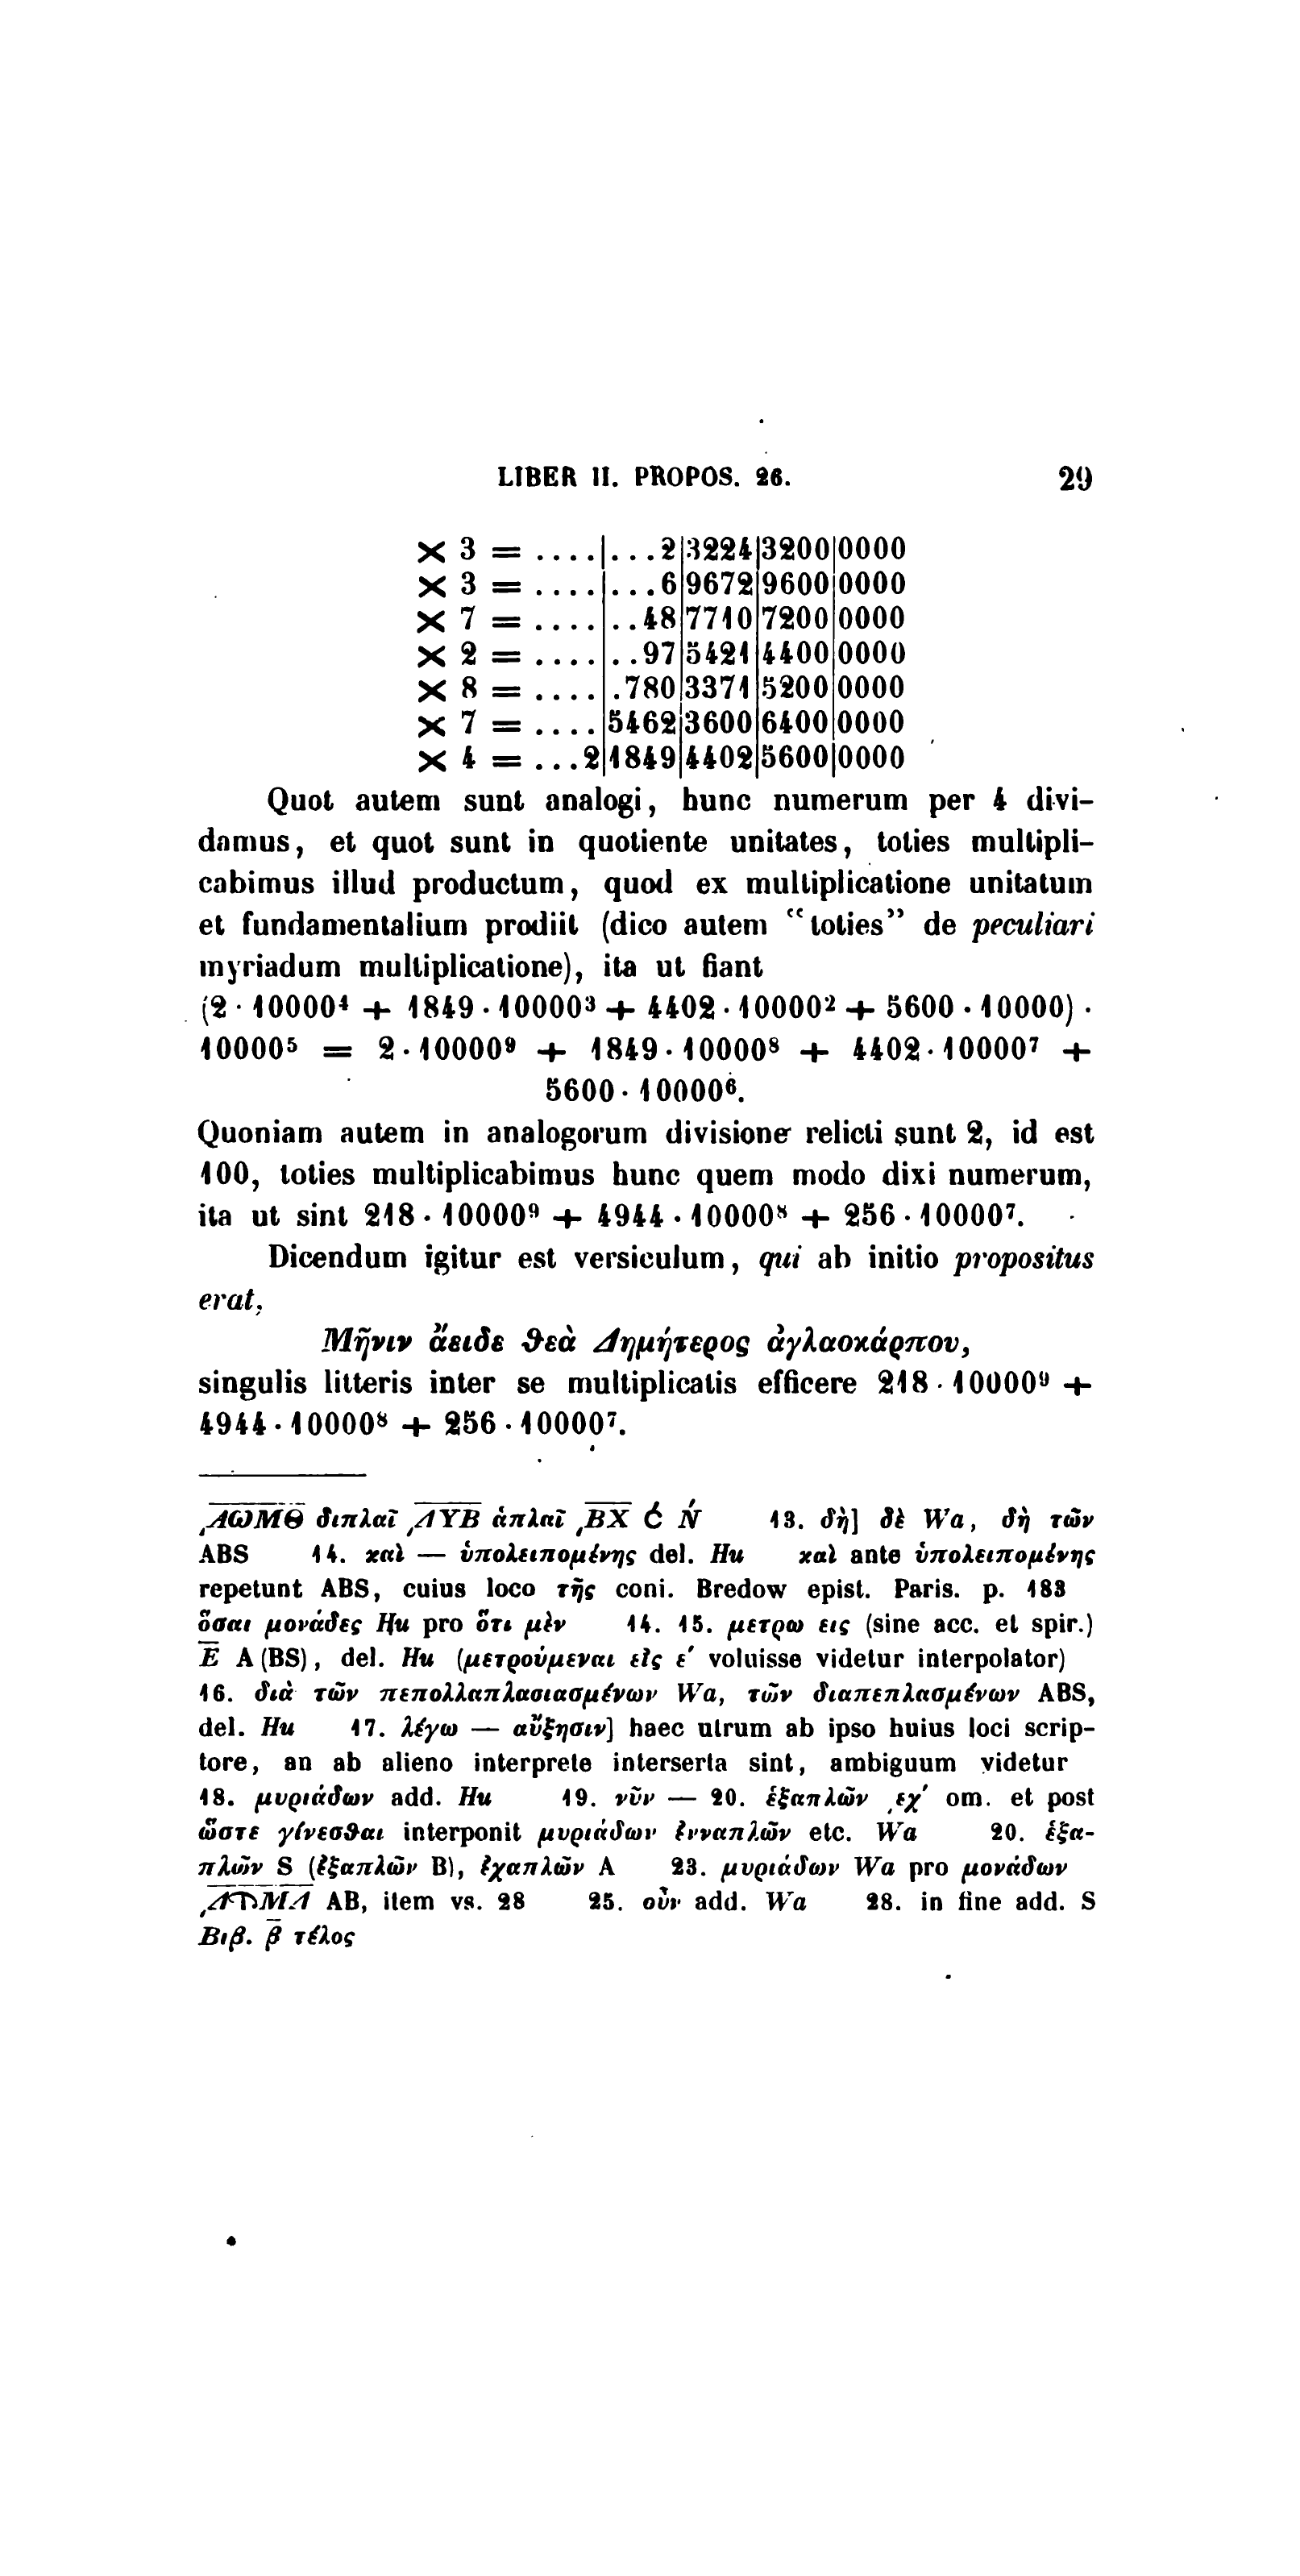 LIBER II. PROPOS. 26. 29
× 3 = ....|...2|3224|3200|0000
× 3 = ....|...6|9672|9600|0000
× 7 = ....|..48|7710|7200|0000
× 2 = ....|..97|5421|4400|0000
× 8 = ....|.780|3371|5200|0000
× 7 = ....|5462|3600|6400|0000
× 4 = ...2|1849|4402|5600|0000
Quot autem sunt analogi, hunc numerum per 4 divi-
damus, et quot sunt in quotiente unitates, toties multipli-
cabimus illud productum, quod ex multiplicatione unitatum
et fundamentalium prodiit (dico autem “toties” de peculiari
myriadum multiplicatione), ita ut fiant
(2 · 10000⁴ + 1849 · 10000³ + 4402 · 10000² + 5600 · 10000) ·
10000⁵ = 2 · 10000⁹ + 1849 · 10000⁸ + 4402 · 10000⁷ +
5600 · 10000⁶.
Quoniam autem in analogorum divisione relicti sunt 2, id est
100, toties multiplicabimus hunc quem modo dixi numerum,
ita ut sint 218 · 10000⁹ + 4944 · 10000⁸ + 256 · 10000⁷.
Dicendum igitur est versiculum, qui ab initio propositus
erat,
Μῆνιν ἄειδε θεὰ Δημήτερος ἀγλαοκάρπου,
singulis litteris inter se multiplicatis efficere 218 · 10000⁹ +
4944 · 10000⁸ + 256 · 10000⁷.
͵ΑΩΜΘ διπλαῖ ͵ΔΥΒ ἁπλαῖ ͵ΒΧ Ϛ́ Ν́ 13. δὴ] δὲ Wa, δὴ τῶν
ABS 14. καὶ — ὑπολειπομένης del. Hu καὶ ante ὑπολειπομένης
repetunt ABS, cuius loco τῆς coni. Bredow epist. Paris. p. 183
ὅσαι μονάδες Hu pro ὅτι μὲν 14. 15. μετρω εις (sine acc. et spir.)
Ε̅ A (BS), del. Hu (μετρούμεναι εἰς ε′ voluisse videtur interpolator)
16. διὰ τῶν πεπολλαπλασιασμένων Wa, τῶν διαπεπλασμένων ABS,
del. Hu 17. λέγω — αὔξησιν] haec utrum ab ipso huius loci scrip-
tore, an ab alieno interprete interserta sint, ambiguum videtur
18. μυριάδων add. Hu 19. νῦν — 20. ἑξαπλῶν ͵εχ′ om. et post
ὥστε γίνεσθαι interponit μυριάδων ἐνναπλῶν etc. Wa 20. ἑξα-
πλῶν S (ἐξαπλῶν B), ἐχαπλῶν A 23. μυριάδων Wa pro μονάδων
͵ΔϠΜΔ AB, item vs. 28 25. οὖν add. Wa 28. in fine add. S
Βιβ. β̅ τέλος